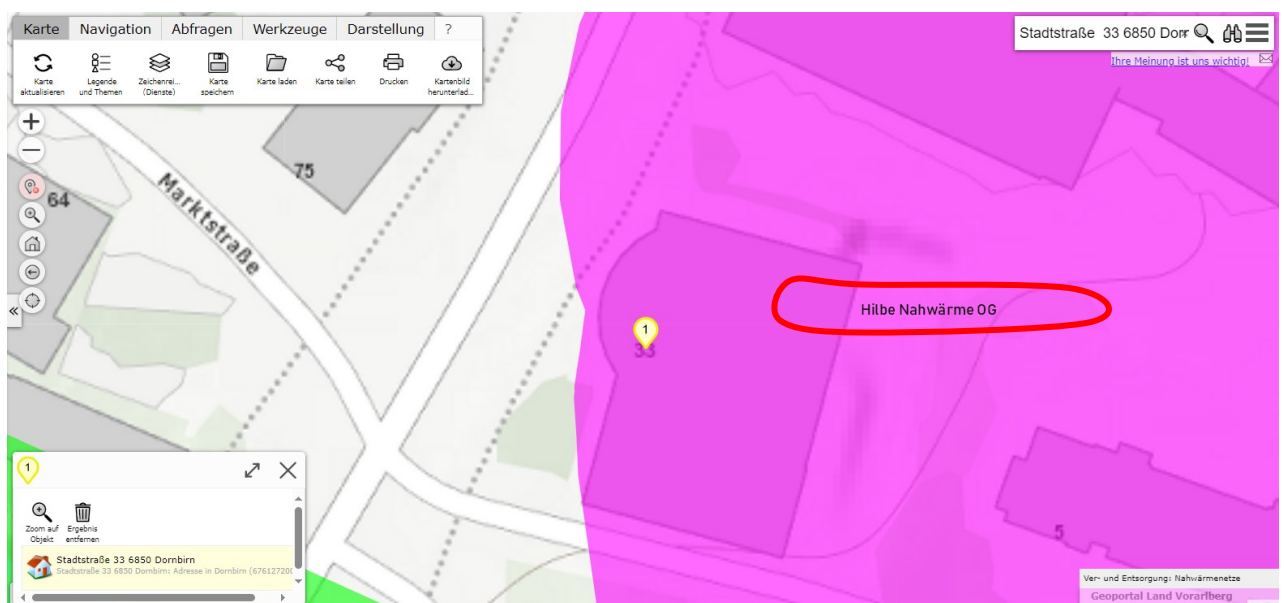 Karte Navigation Abfragen Werkzeuge Darstellung ?
Karte
aktualisieren
Legende
und Themen
Zeichenrei...
(Dienste)
Karte
speichern
Karte laden
Karte teilen
Drucken
Kartenbild
herunterlad...
Stadtstraße 33 6850 Dorr
Ihre Meinung ist uns wichtig!
75
64
Marktstraße
Hilbe Nahwärme OG
1
33
5
1
Zoom auf
Objekt
Ergebnis
entfernen
Stadtstraße 33 6850 Dornbirn
Stadtstraße 33 6850 Dornbirn: Adresse in Dornbirn (676127200
Ver- und Entsorgung: Nahwärmenetze
Geoportal Land Vorarlberg